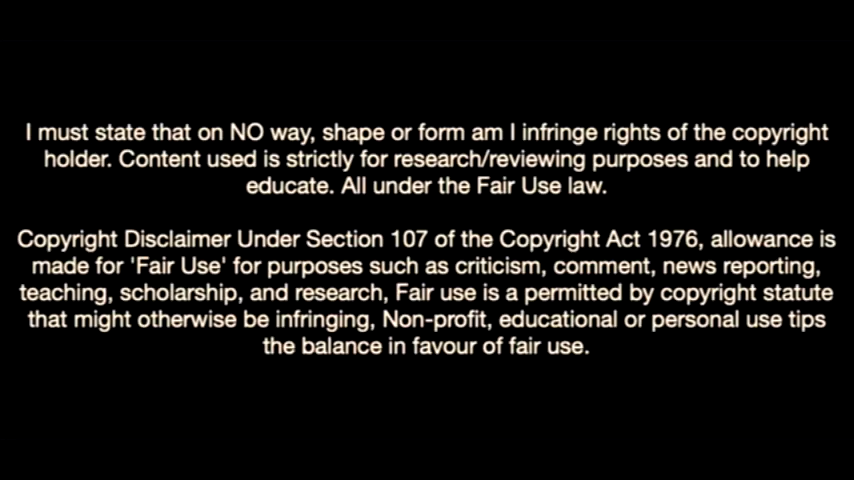 I must state that on NO way, shape or form am I infringe rights of the copyright
holder. Content used is strictly for research/reviewing purposes and to help
educate. All under the Fair Use law.
Copyright Disclaimer Under Section 107 of the Copyright Act 1976, allowance is
made for 'Fair Use' for purposes such as criticism, comment, news reporting,
teaching, scholarship, and research, Fair use is a permitted by copyright statute
that might otherwise be infringing, Non-profit, educational or personal use tips
the balance in favour of fair use.